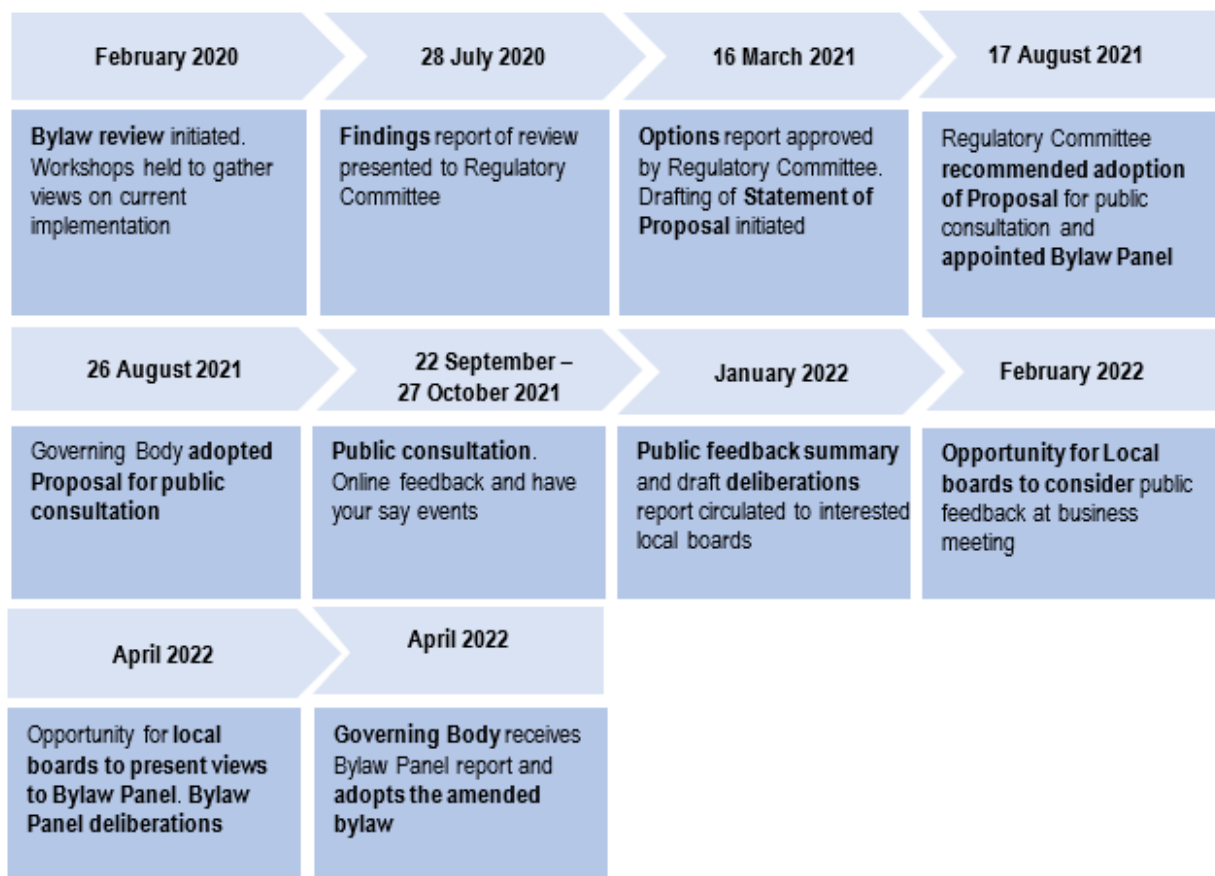 February 2020
Bylaw review initiated.
Workshops held to gather
views on current
implementation
28 July 2020
Findings report of review
presented to Regulatory
Committee
16 March 2021
Options report approved
by Regulatory Committee.
Drafting of Statement of
Proposal initiated
17 August 2021
Regulatory Committee
recommended adoption
of Proposal for public
consultation and
appointed Bylaw Panel
26 August 2021
Governing Body adopted
Proposal for public
consultation
22 September –
27 October 2021
Public consultation.
Online feedback and have
your say events
January 2022
Public feedback summary
and draft deliberations
report circulated to interested
local boards
February 2022
Opportunity for Local
boards to consider public
feedback at business
meeting
April 2022
Opportunity for local
boards to present views
to Bylaw Panel. Bylaw
Panel deliberations
April 2022
Governing Body receives
Bylaw Panel report and
adopts the amended
bylaw